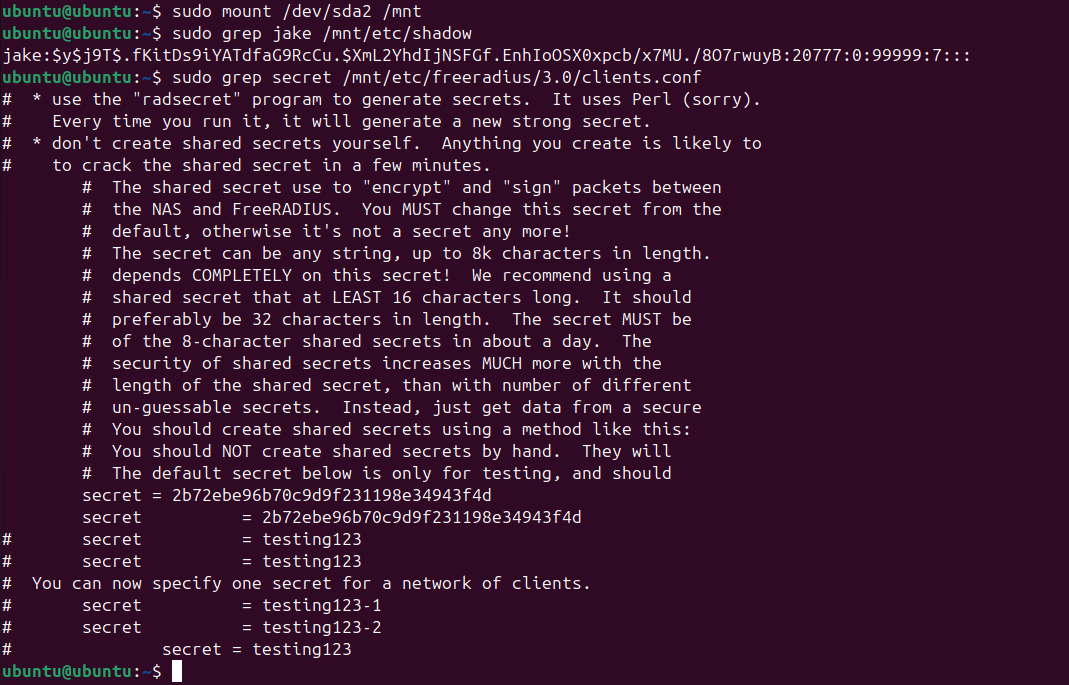 ubuntu@ubuntu:~$ sudo mount /dev/sda2 /mnt
ubuntu@ubuntu:~$ sudo grep jake /mnt/etc/shadow
jake:$y$j9T$.fKitDs9iYATdfaG9RcCu.$XmL2YhdIjNSFGf.EnhIoOSX0xpcb/x7MU./8O7rwuyB:20777:0:99999:7:::
ubuntu@ubuntu:~$ sudo grep secret /mnt/etc/freeradius/3.0/clients.conf
#  * use the "radsecret" program to generate secrets.  It uses Perl (sorry).
#    Every time you run it, it will generate a new strong secret.
#  * don't create shared secrets yourself.  Anything you create is likely to
#    to crack the shared secret in a few minutes.
        #  The shared secret use to "encrypt" and "sign" packets between
        #  the NAS and FreeRADIUS.  You MUST change this secret from the
        #  default, otherwise it's not a secret any more!
        #  The secret can be any string, up to 8k characters in length.
        #  depends COMPLETELY on this secret!  We recommend using a
        #  shared secret that at LEAST 16 characters long.  It should
        #  preferably be 32 characters in length.  The secret MUST be
        #  of the 8-character shared secrets in about a day.  The
        #  security of shared secrets increases MUCH more with the
        #  length of the shared secret, than with number of different
        #  un-guessable secrets.  Instead, just get data from a secure
        #  You should create shared secrets using a method like this:
        #  You should NOT create shared secrets by hand.  They will
        #  The default secret below is only for testing, and should
        secret = 2b72ebe96b70c9d9f231198e34943f4d
        secret          = 2b72ebe96b70c9d9f231198e34943f4d
#       secret          = testing123
#       secret          = testing123
#  You can now specify one secret for a network of clients.
#       secret          = testing123-1
#       secret          = testing123-2
#               secret = testing123
ubuntu@ubuntu:~$